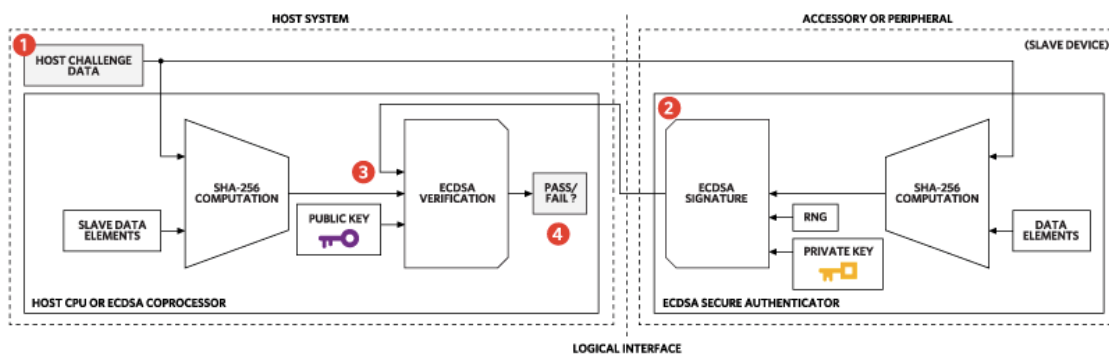 HOST SYSTEM
ACCESSORY OR PERIPHERAL
(SLAVE DEVICE)
1
HOST CHALLENGE
DATA
2
SHA-256
COMPUTATION
3
ECDSA
VERIFICATION
PASS/
FAIL ?
4
SLAVE DATA
ELEMENTS
PUBLIC KEY
ECDSA
SIGNATURE
RNG
PRIVATE KEY
SHA-256
COMPUTATION
DATA
ELEMENTS
HOST CPU OR ECDSA COPROCESSOR
ECDSA SECURE AUTHENTICATOR
LOGICAL INTERFACE